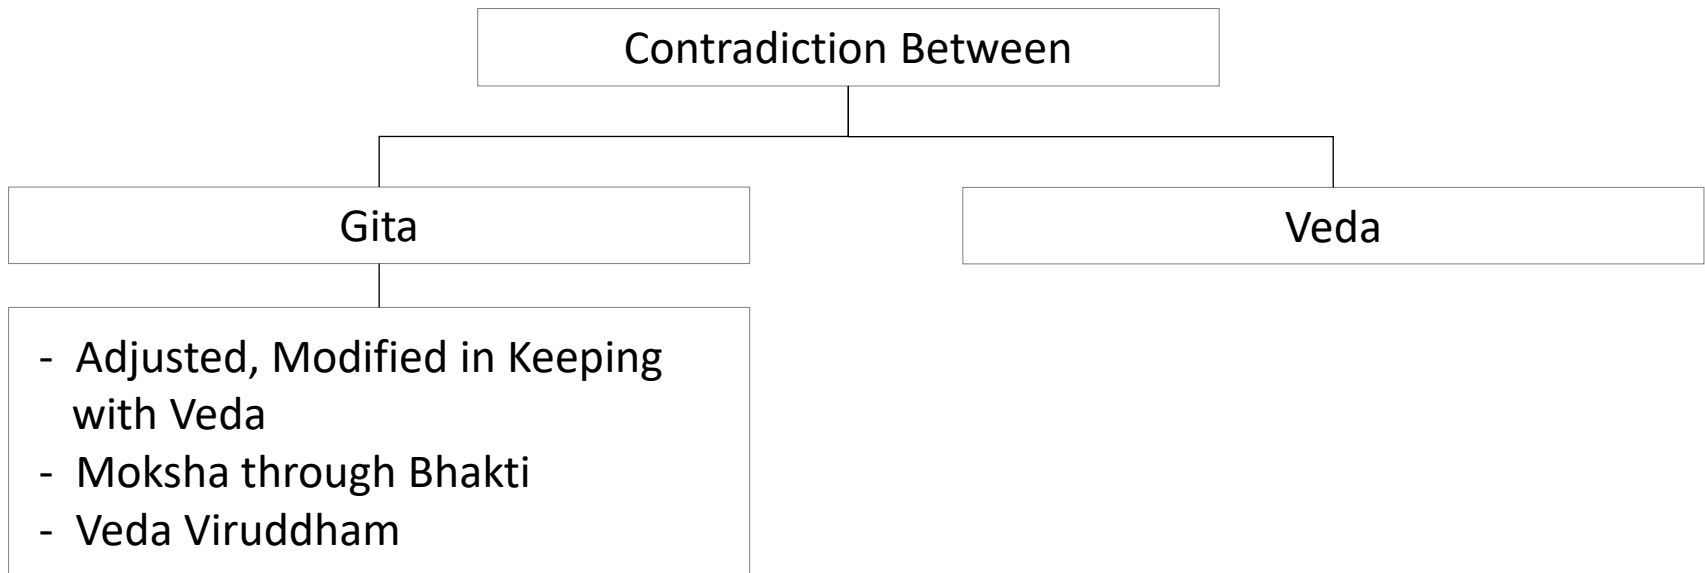 Contradiction Between
Gita
Veda
- Adjusted, Modified in Keeping
with Veda
- Moksha through Bhakti
- Veda Viruddham